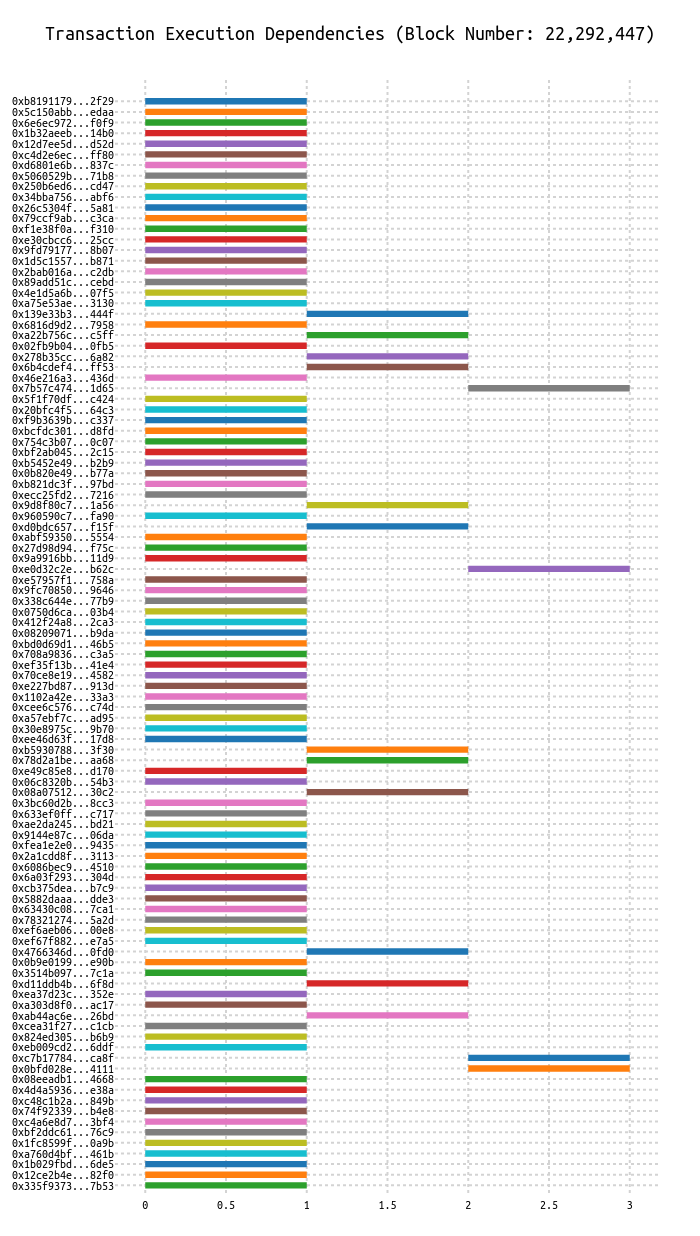 Transaction Execution Dependencies (Block Number: 22,292,447)
0xb8191179...2f29
0x5c150abb...edaa
0x6e6ec972...f0f9
0x1b32aeeb...14b0
0x12d7ee5d...d52d
0xc4d2e6ec...ff80
0xd6801e6b...837c
0x5060529b...71b8
0x250b6ed6...cd47
0x34bba756...abf6
0x26c5304f...5a81
0x79ccf9ab...c3ca
0xf1e38f0a...f310
0xe30cbcc6...25cc
0x9fd79177...8b07
0x1d5c1557...b871
0x2bab016a...c2db
0x89add51c...cebd
0x4e1d5a6b...07f5
0xa75e53ae...3130
0x139e33b3...444f
0x6816d9d2...7958
0xa22b756c...c5ff
0x02fb9b04...0fb5
0x278b35cc...6a82
0x6b4cdef4...ff53
0x46e216a3...436d
0x7b57c474...1d65
0x5f1f70df...c424
0x20bfc4f5...64c3
0xf9b3639b...c337
0xbcfdc301...d8fd
0x754c3b07...0c07
0xbf2ab045...2c15
0xb5452e49...b2b9
0x0b820e49...b77a
0xb821dc3f...97bd
0xecc25fd2...7216
0x9d8f80c7...1a56
0x960590c7...fa90
0xd0bdc657...f15f
0xabf59350...5554
0x27d98d94...f75c
0x9a9916bb...11d9
0xe0d32c2e...b62c
0xe57957f1...758a
0x9fc70850...9646
0x338c644e...77b9
0x0750d6ca...03b4
0x412f24a8...2ca3
0x08209071...b9da
0xbd0d69d1...46b5
0x708a9836...c3a5
0xef35f13b...41e4
0x70ce8e19...4582
0xe227bd87...913d
0x1102a42e...33a3
0xcee6c576...c74d
0xa57ebf7c...ad95
0x30e8975c...9b70
0xee46d63f...17d8
0xb5930788...3f30
0x78d2a1be...aa68
0xe49c85e8...d170
0x06c8320b...54b3
0x08a07512...30c2
0x3bc60d2b...8cc3
0x633ef0ff...c717
0xae2da245...bd21
0x9144e87c...06da
0xfea1e2e0...9435
0x2a1cdd8f...3113
0x6086bec9...4510
0x6a03f293...304d
0xcb375dea...b7c9
0x5882daaa...dde3
0x63430c08...7ca1
0x78321274...5a2d
0xef6aeb06...00e8
0xef67f882...e7a5
0x4766346d...0fd0
0x0b9e0199...e90b
0x3514b097...7c1a
0xd11ddb4b...6f8d
0xea37d23c...352e
0xa303d8f0...ac17
0xab44ac6e...26bd
0xcea31f27...c1cb
0x824ed305...b6b9
0xeb009cd2...6ddf
0xc7b17784...ca8f
0x0bfd028e...4111
0x08eeadb1...4668
0x4d4a5936...e38a
0xc48c1b2a...849b
0x74f92339...b4e8
0xc4a6e8d7...3bf4
0xbf2ddc61...76c9
0x1fc8599f...0a9b
0xa760d4bf...461b
0x1b029fbd...6de5
0x12ce2b4e...82f0
0x335f9373...7b53
0 0.5 1 1.5 2 2.5 3